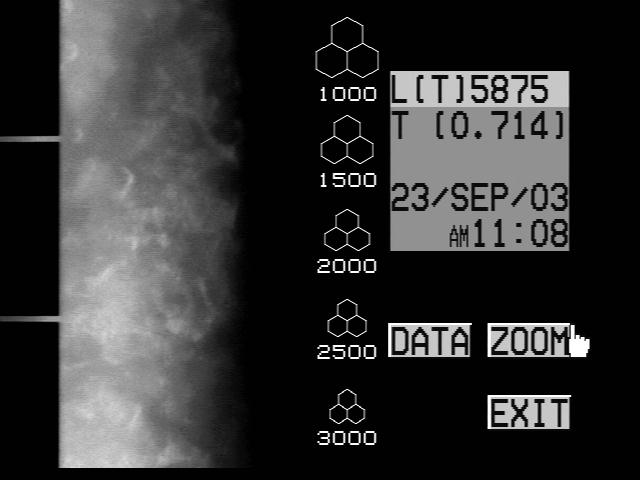 1000
1500
2000
2500
3000
L(T)5875
T (0.714)
23/SEP/03
AM11:08
DATA
ZOOM
EXIT